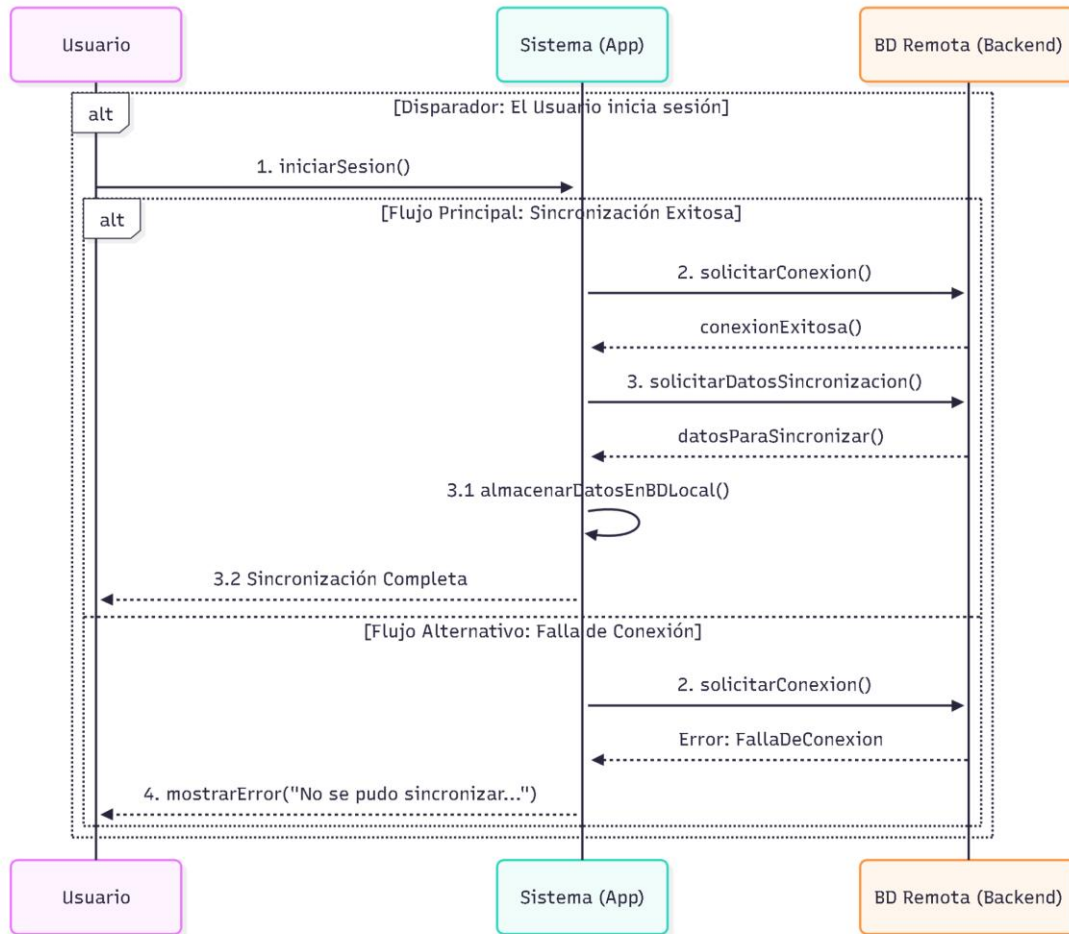 Usuario
Sistema (App)
BD Remota (Backend)
alt
[Disparador: El Usuario inicia sesión]
1. iniciarSesion()
alt
[Flujo Principal: Sincronización Exitosa]
2. solicitarConexion()
conexionExitosa()
3. solicitarDatosSincronizacion()
datosParaSincronizar()
3.1 almacenarDatosEnBDLocal()
3.2 Sincronización Completa
[Flujo Alternativo: Falla de Conexión]
2. solicitarConexion()
Error: FallaDeConexion
4. mostrarError("No se pudo sincronizar...")
Usuario
Sistema (App)
BD Remota (Backend)